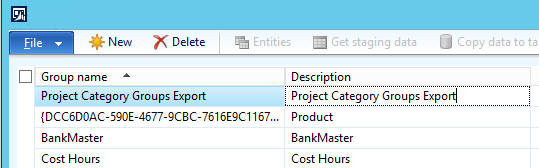 File New Delete Entities Get staging data Copy data to ta
Group name Description
Project Category Groups Export Project Category Groups Export
{DCC6D0AC-590E-4677-9CBC-7616E9C1167... Product
BankMaster BankMaster
Cost Hours Cost Hours